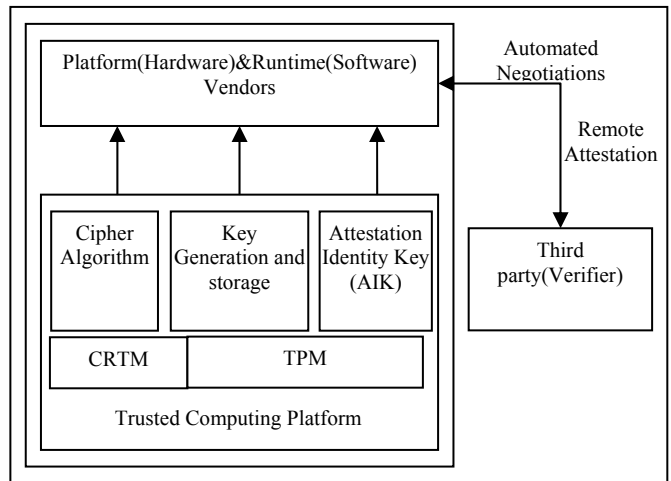 Platform(Hardware)&Runtime(Software)
Vendors
Automated
Negotiations
Remote
Attestation
Cipher
Algorithm
Key
Generation and
storage
Attestation
Identity Key
(AIK)
Third
party(Verifier)
CRTM
TPM
Trusted Computing Platform